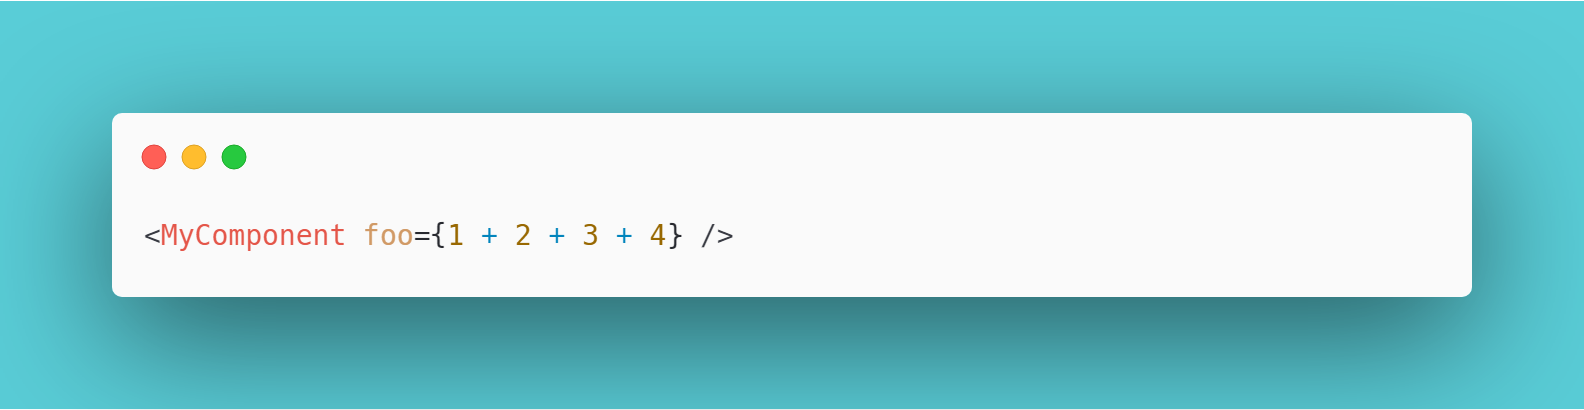 <MyComponent foo={1 + 2 + 3 + 4} />